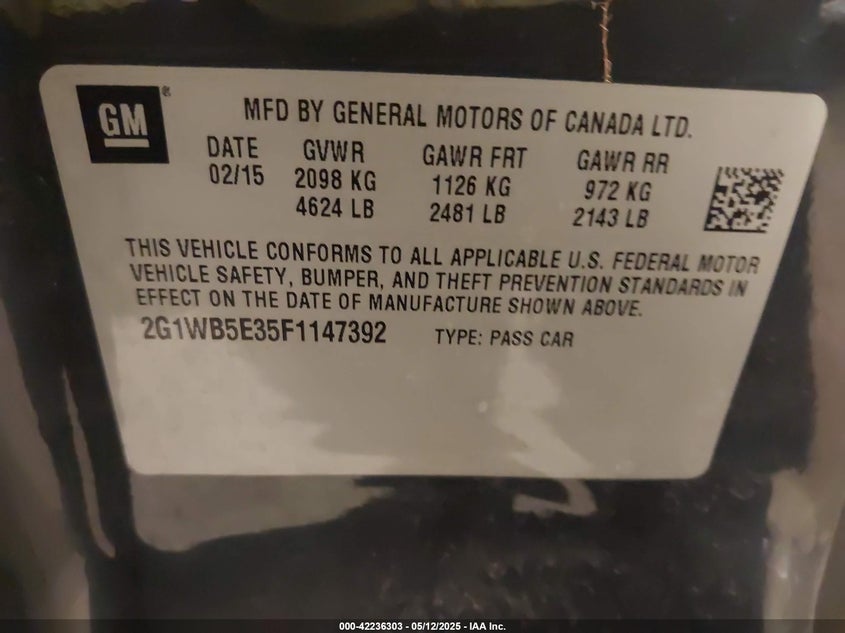 GM®
MFD BY GENERAL MOTORS OF CANADA LTD.
DATE GVWR GAWR FRT GAWR RR
02/15 2098 KG 1126 KG 972 KG
4624 LB 2481 LB 2143 LB
THIS VEHICLE CONFORMS TO ALL APPLICABLE U.S. FEDERAL MOTOR
VEHICLE SAFETY, BUMPER, AND THEFT PREVENTION STANDARDS IN
EFFECT ON THE DATE OF MANUFACTURE SHOWN ABOVE.
2G1WB5E35F1147392 TYPE: PASS CAR
000-42236303 - 05/12/2025 - IAA Inc.